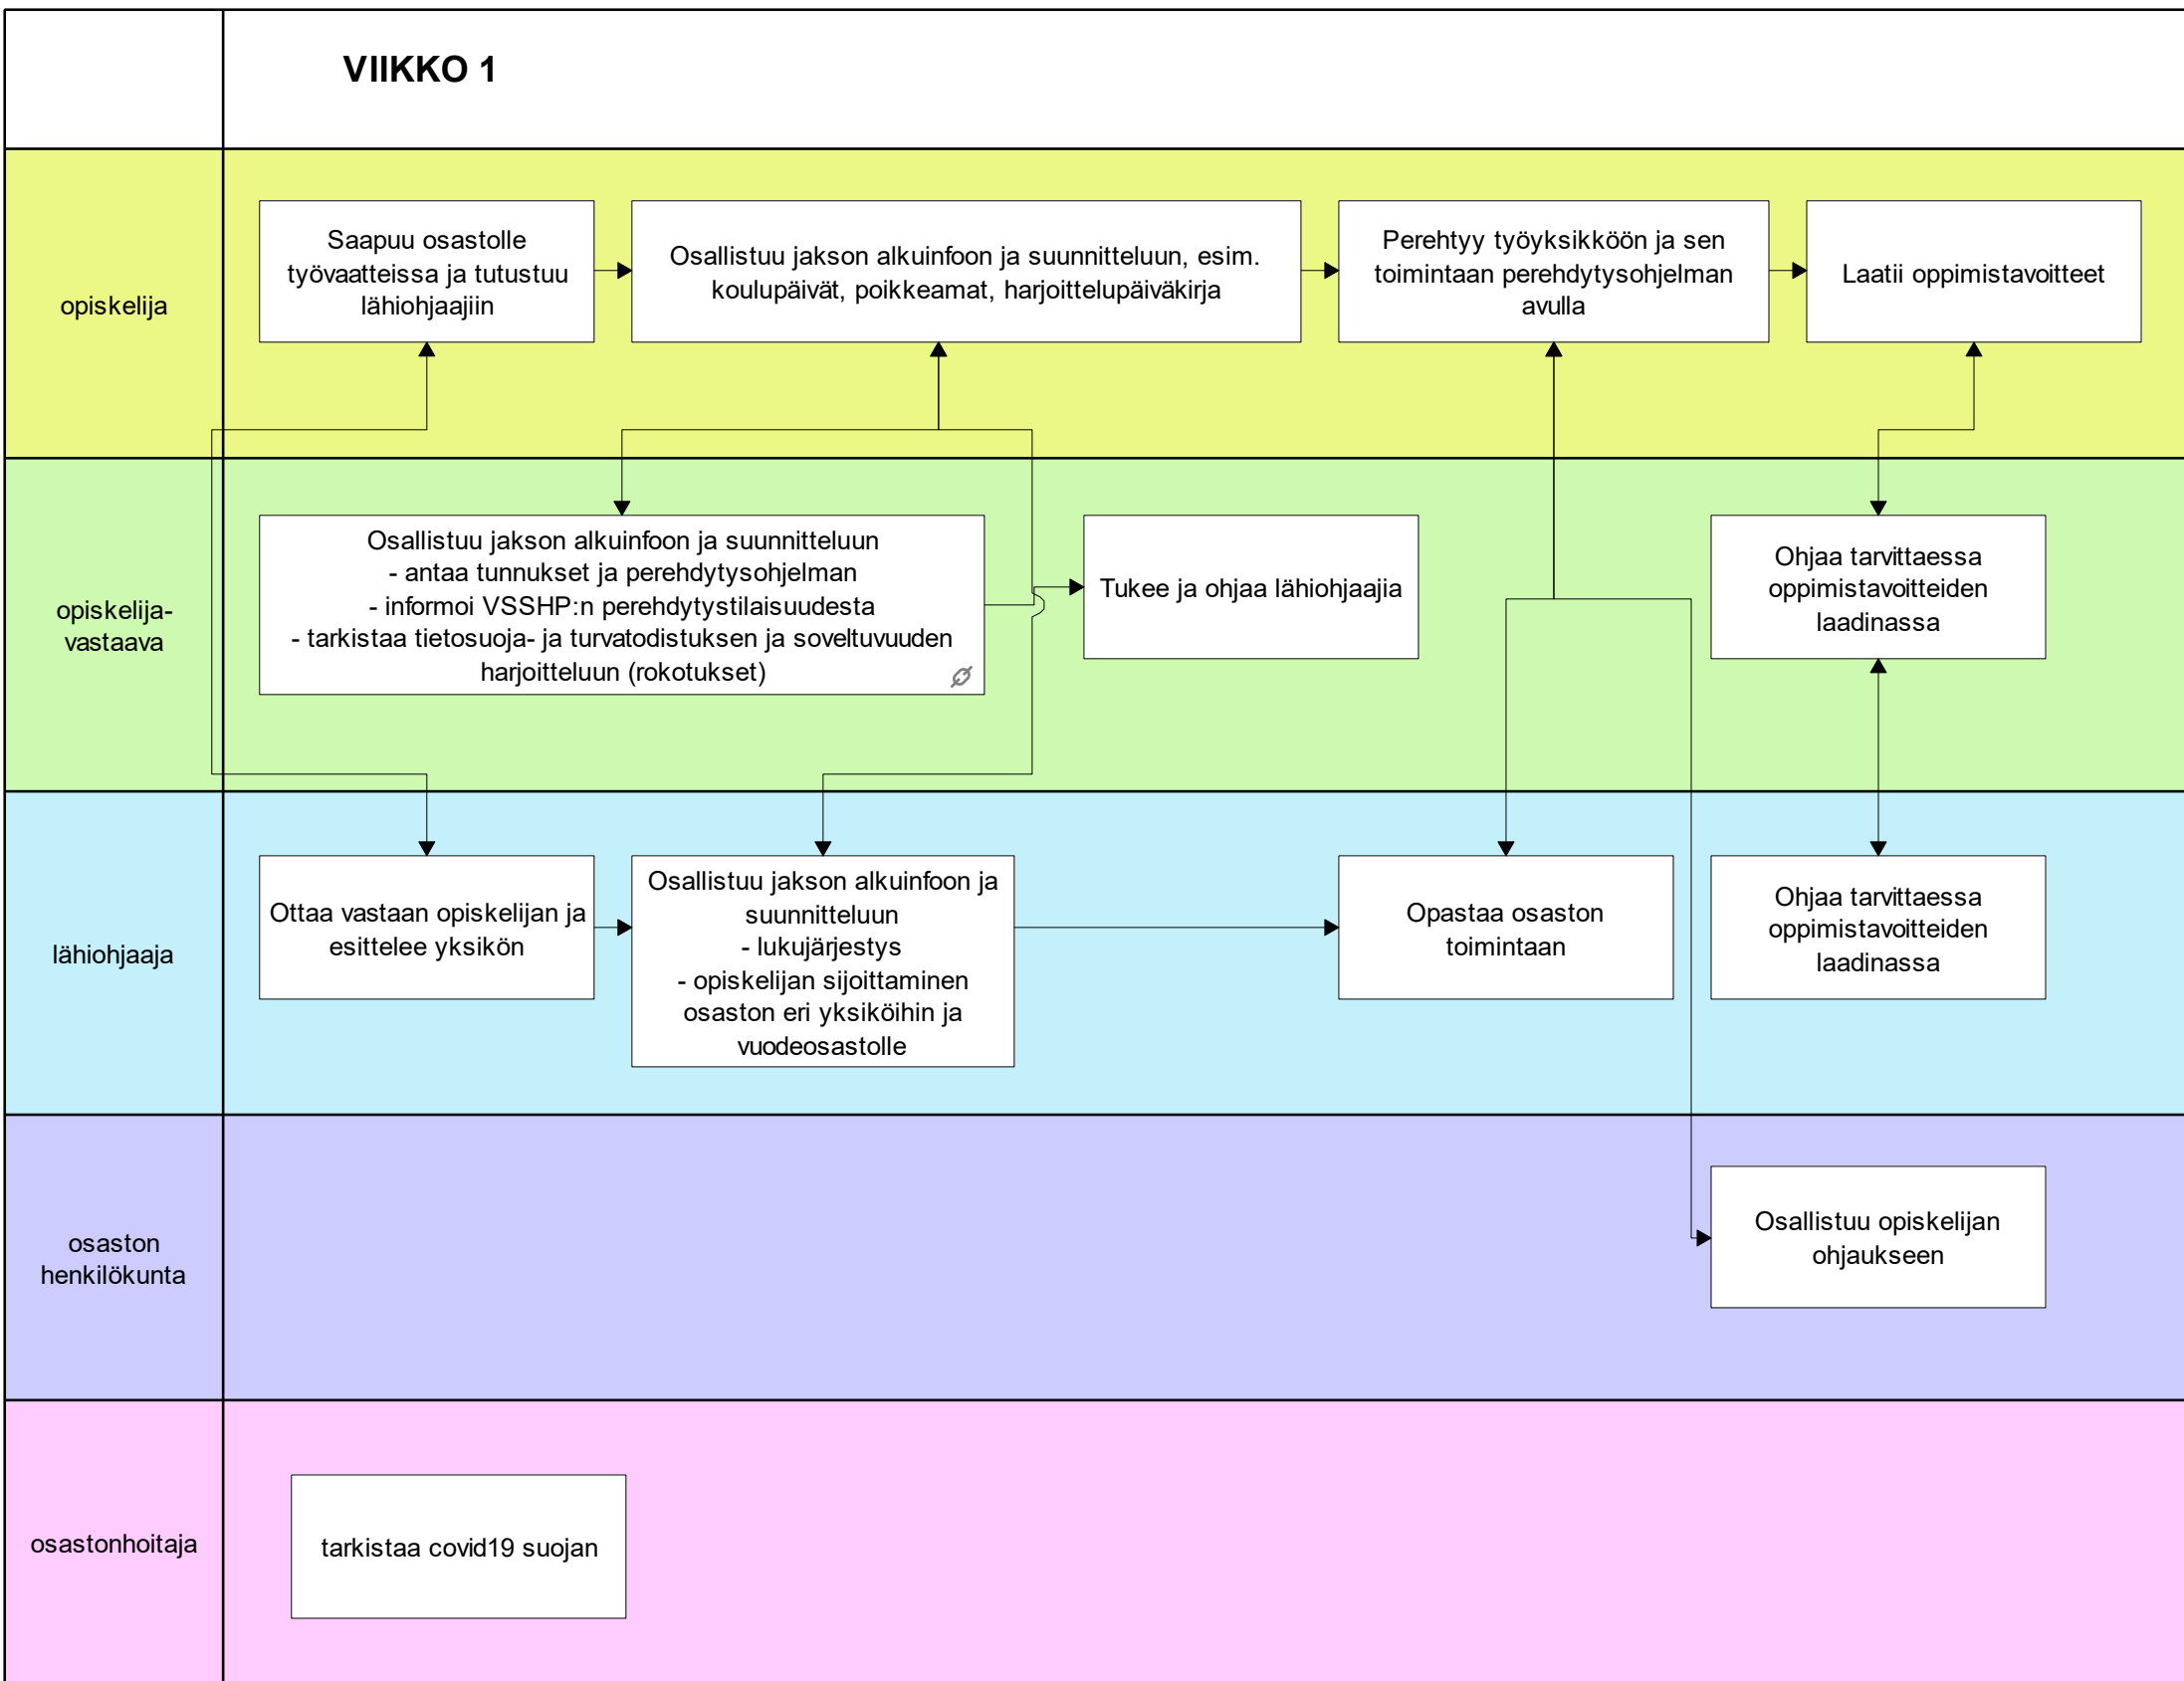 VIIKKO 1
opiskelija
Saapuu osastolle
työvaatteissa ja tutustuu
lähiohjaajiin
Osallistuu jakson alkuinfoon ja suunnitteluun, esim.
koulupäivät, poikkeamat, harjoittelupäiväkirja
Perehtyy työyksikköön ja sen
toimintaan perehdytysohjelman
avulla
Laatii oppimistavoitteet
opiskelija-
vastaava
Osallistuu jakson alkuinfoon ja suunnitteluun
- antaa tunnukset ja perehdytysohjelman
- informoi VSSHP:n perehdytystilaisuudesta
- tarkistaa tietosuoja- ja turvatodistuksen ja soveltuvuuden
harjoitteluun (rokotukset)
Tukee ja ohjaa lähiohjaajia
Ohjaa tarvittaessa
oppimistavoitteiden
laadinassa
lähiohjaaja
Ottaa vastaan opiskelijan ja
esittelee yksikön
Osallistuu jakson alkuinfoon ja
suunnitteluun
- lukujärjestys
- opiskelijan sijoittaminen
osaston eri yksiköihin ja
vuodeosastolle
Opastaa osaston
toimintaan
Ohjaa tarvittaessa
oppimistavoitteiden
laadinassa
osaston
henkilökunta
Osallistuu opiskelijan
ohjaukseen
osastonhoitaja
tarkistaa covid19 suojan